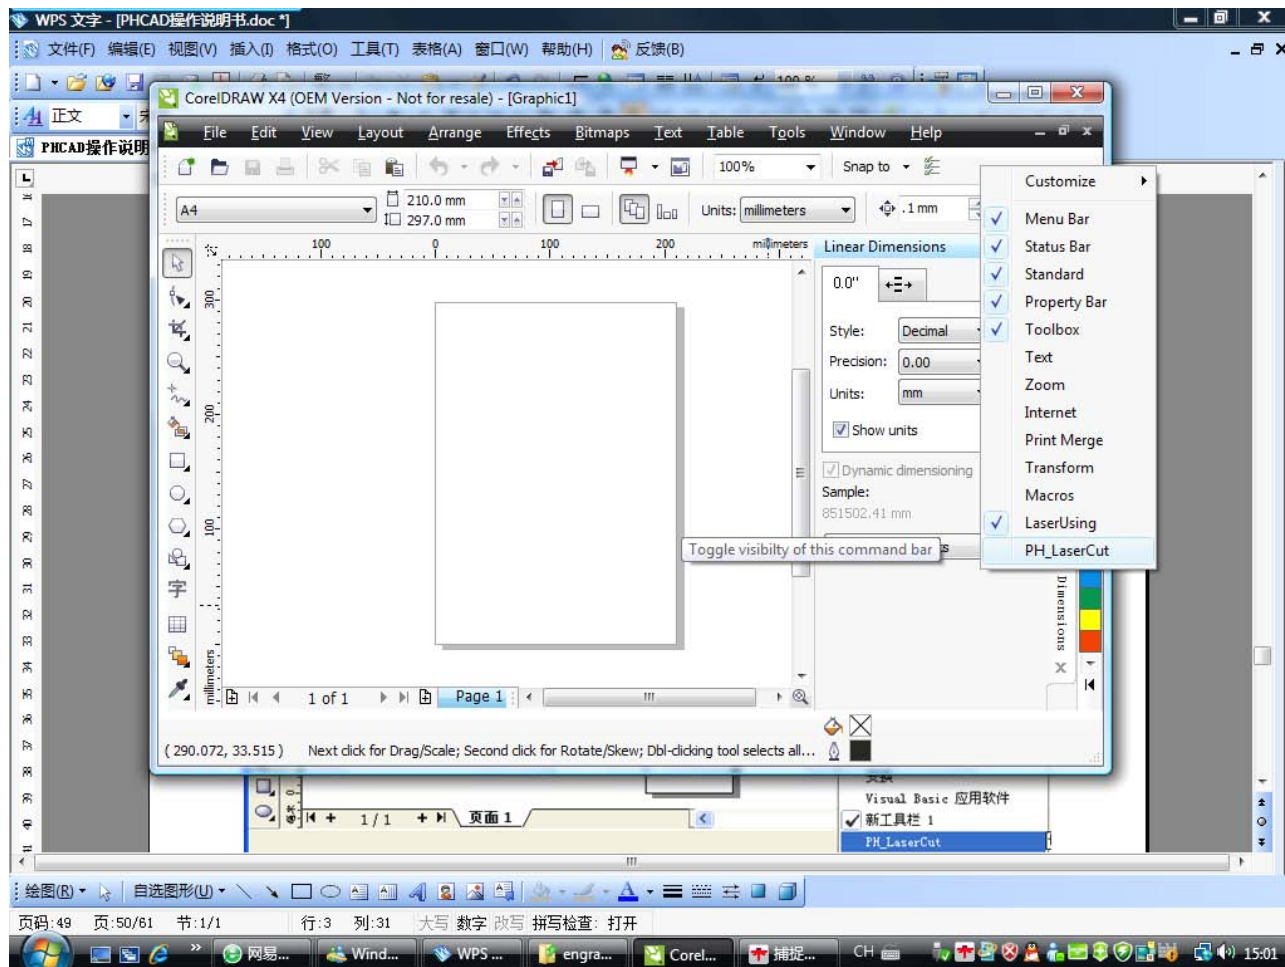 WPS 文字 - [PHCAD操作说明书.doc *]
文件(F) 编辑(E) 视图(V) 插入(I) 格式(O) 工具(T) 表格(A) 窗口(W) 帮助(H) 反馈(B)
正文
PHCAD操作说明
CorelDRAW X4 (OEM Version - Not for resale) - [Graphic1]
File Edit View Layout Arrange Effects Bitmaps Text Table Tools Window Help
100% Snap to
A4 210.0 mm 297.0 mm Units: millimeters .1 mm
100 0 100 200 millimeters
300
200
100
millimeters
Linear Dimensions
0.0"
Style: Decimal
Precision: 0.00
Units: mm
Show units
Dynamic dimensioning
Sample:
851502.41 mm
Customize
Menu Bar
Status Bar
Standard
Property Bar
Toolbox
Text
Zoom
Internet
Print Merge
Transform
Macros
LaserUsing
PH_LaserCut
Toggle visibilty of this command bar
Dimensions
字
1 of 1 Page 1
( 290.072, 33.515 ) Next click for Drag/Scale; Second click for Rotate/Skew; Dbl-clicking tool selects all...
1 / 1 页面 1
Visual Basic 应用软件
新工具栏 1
PH_LaserCut
绘图(R) 自选图形(U)
页码:49 页:50/61 节:1/1 行:3 列:31 大写 数字 改写 拼写检查: 打开
网易... Wind... WPS ... engra... Corel... 捕捉... CH 15:01